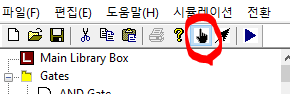 파일(F) 편집(E) 도움말(H) 시뮬레이션 전환
L Main Library Box
Gates
AND Gate